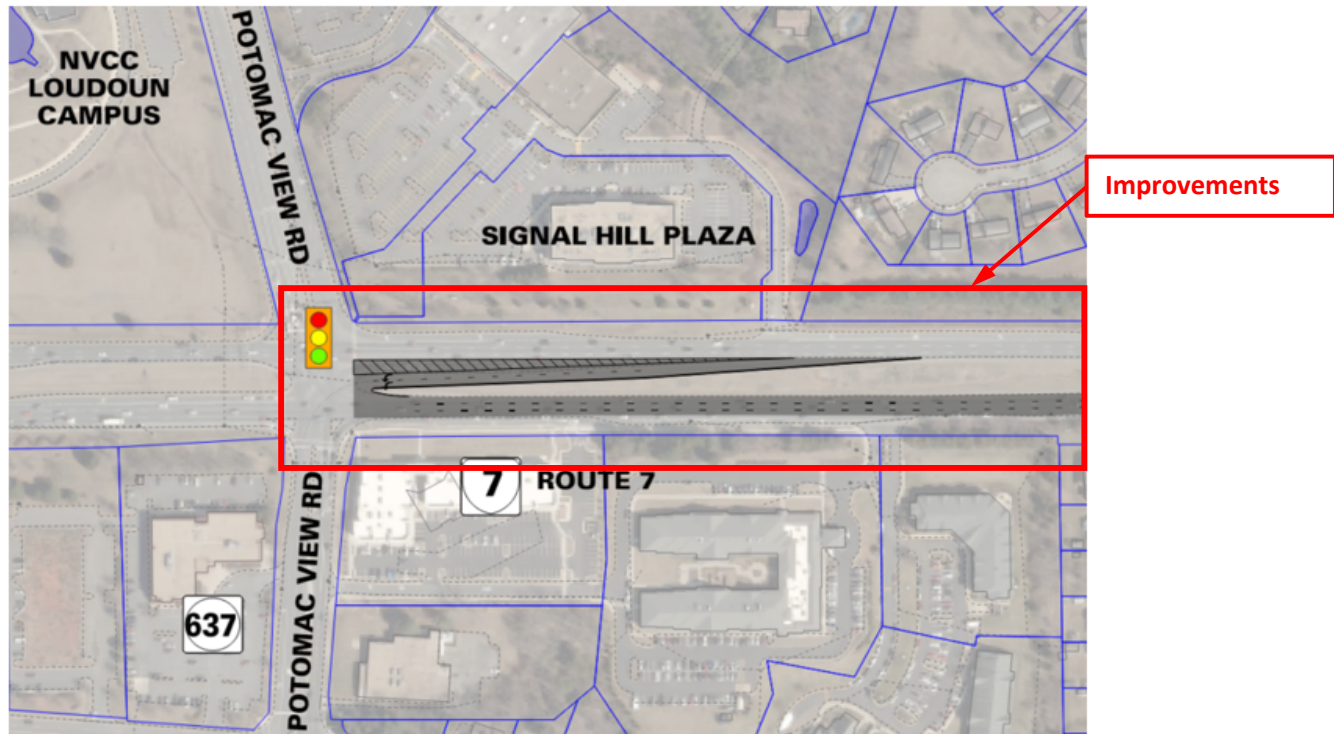 NVCC
LOUDOUN
CAMPUS
POTOMAC VIEW RD
Improvements
SIGNAL HILL PLAZA
7
ROUTE 7
637
POTOMAC VIEW RD